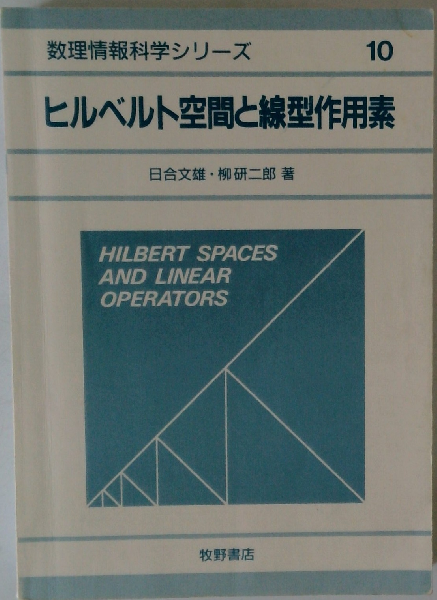 数理情報科学シリーズ 10
ヒルベルト空間と線型作用素
日合文雄・柳研二郎 著
HILBERT SPACES
AND LINEAR
OPERATORS
牧野書店